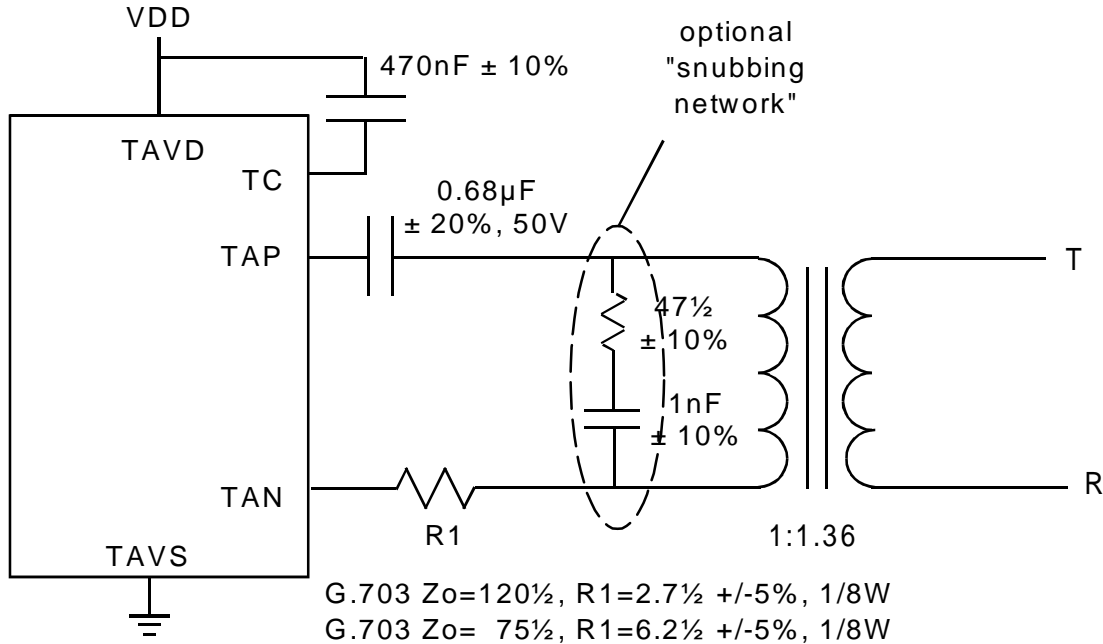 VDD
optional
"snubbing
network"
470nF ± 10%
TAVD
TC
0.68µF
± 20%, 50V
TAP
T
47½
± 10%
1nF
± 10%
TAN
R
R1
1:1.36
TAVS
G.703 Zo=120½, R1=2.7½ +/-5%, 1/8W
G.703 Zo= 75½, R1=6.2½ +/-5%, 1/8W